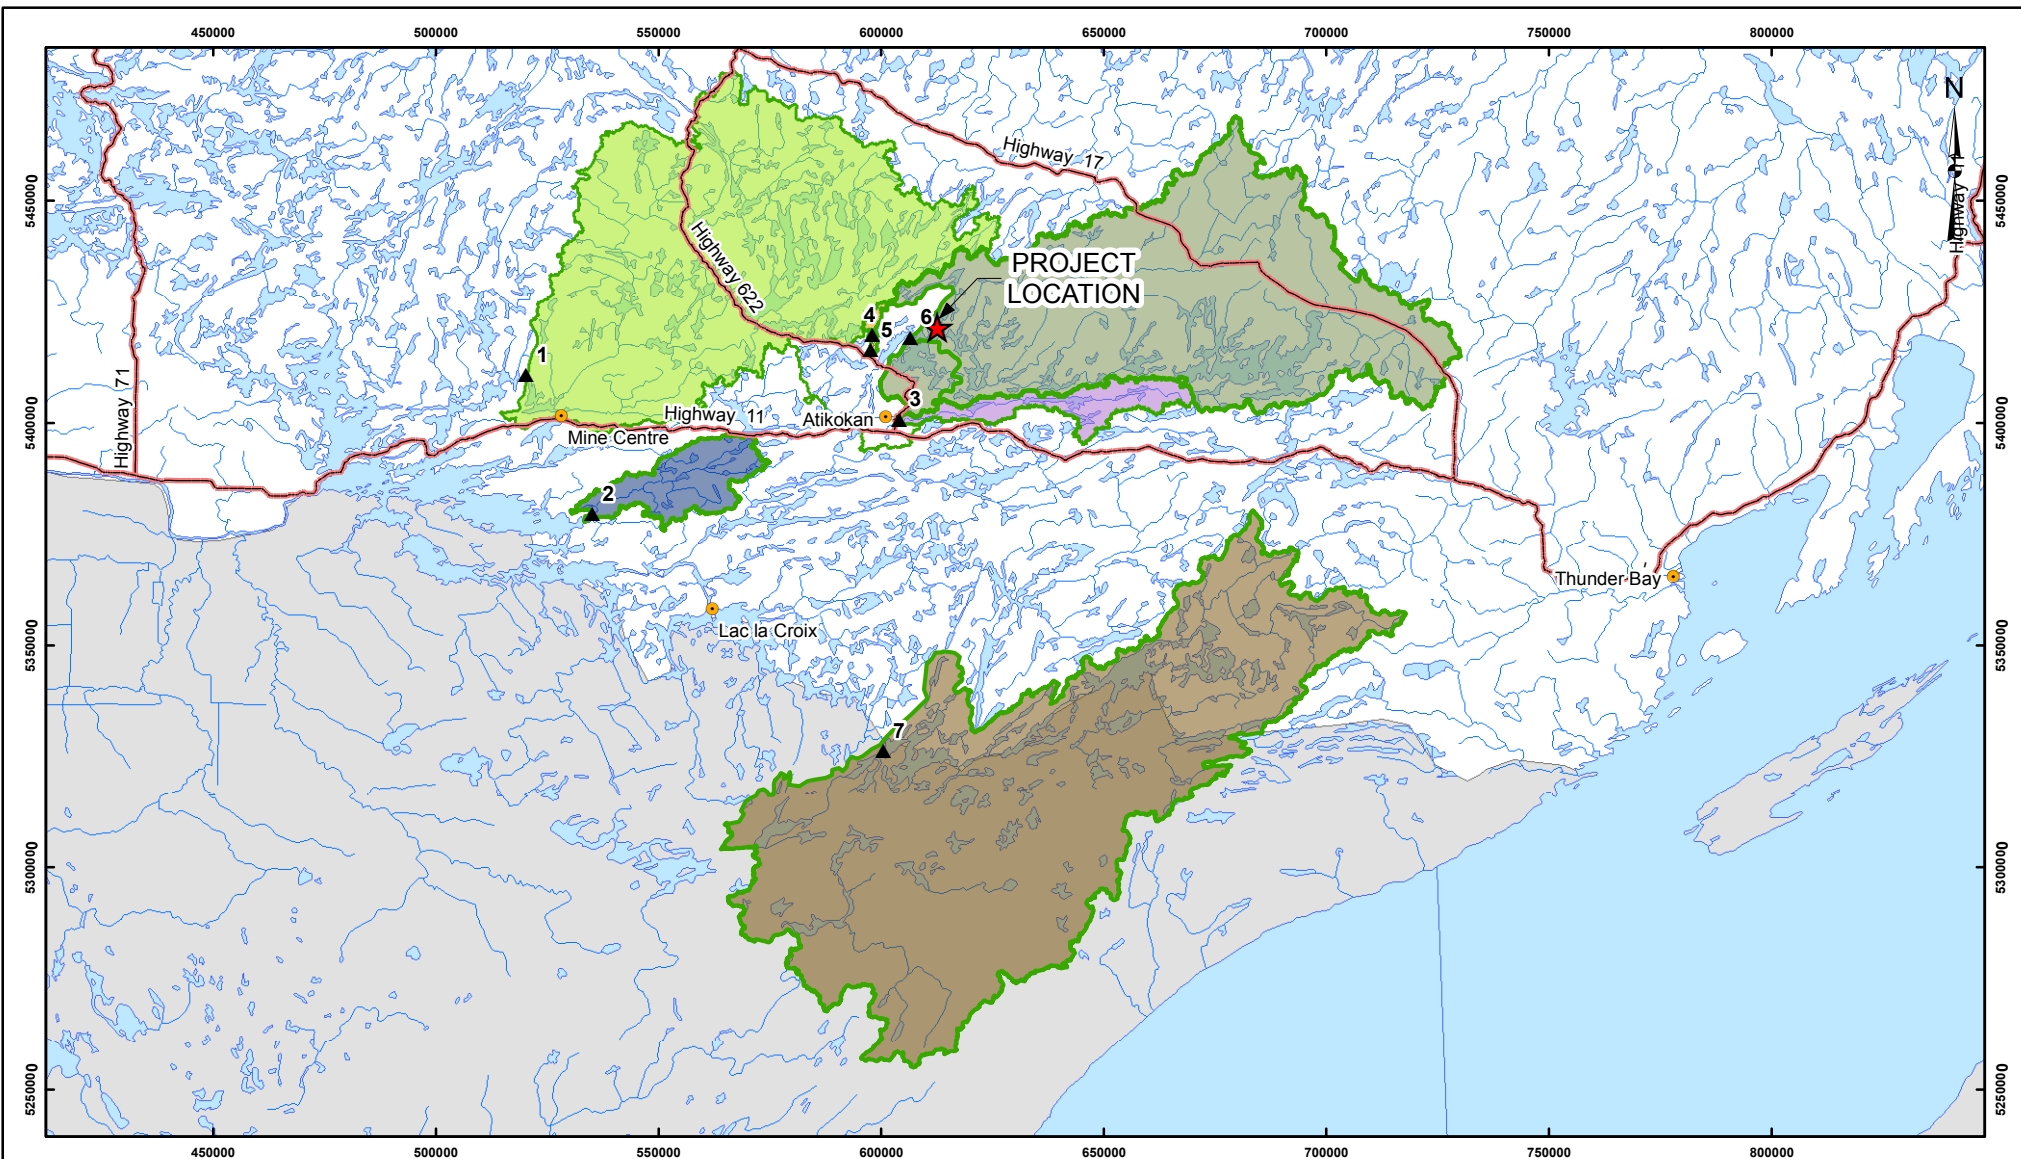 450000 500000 550000 600000 650000 700000 750000 800000
N
Highway 17
5450000
5450000
Highway 11
Highway 622
PROJECT
LOCATION
4
5
6
1
Highway 71
3
Highway 11
Atikokan
5400000
5400000
Mine Centre
2
Thunder Bay
Lac la Croix
5350000
5350000
7
5300000
5300000
5250000
5250000
450000 500000 550000 600000 650000 700000 750000 800000